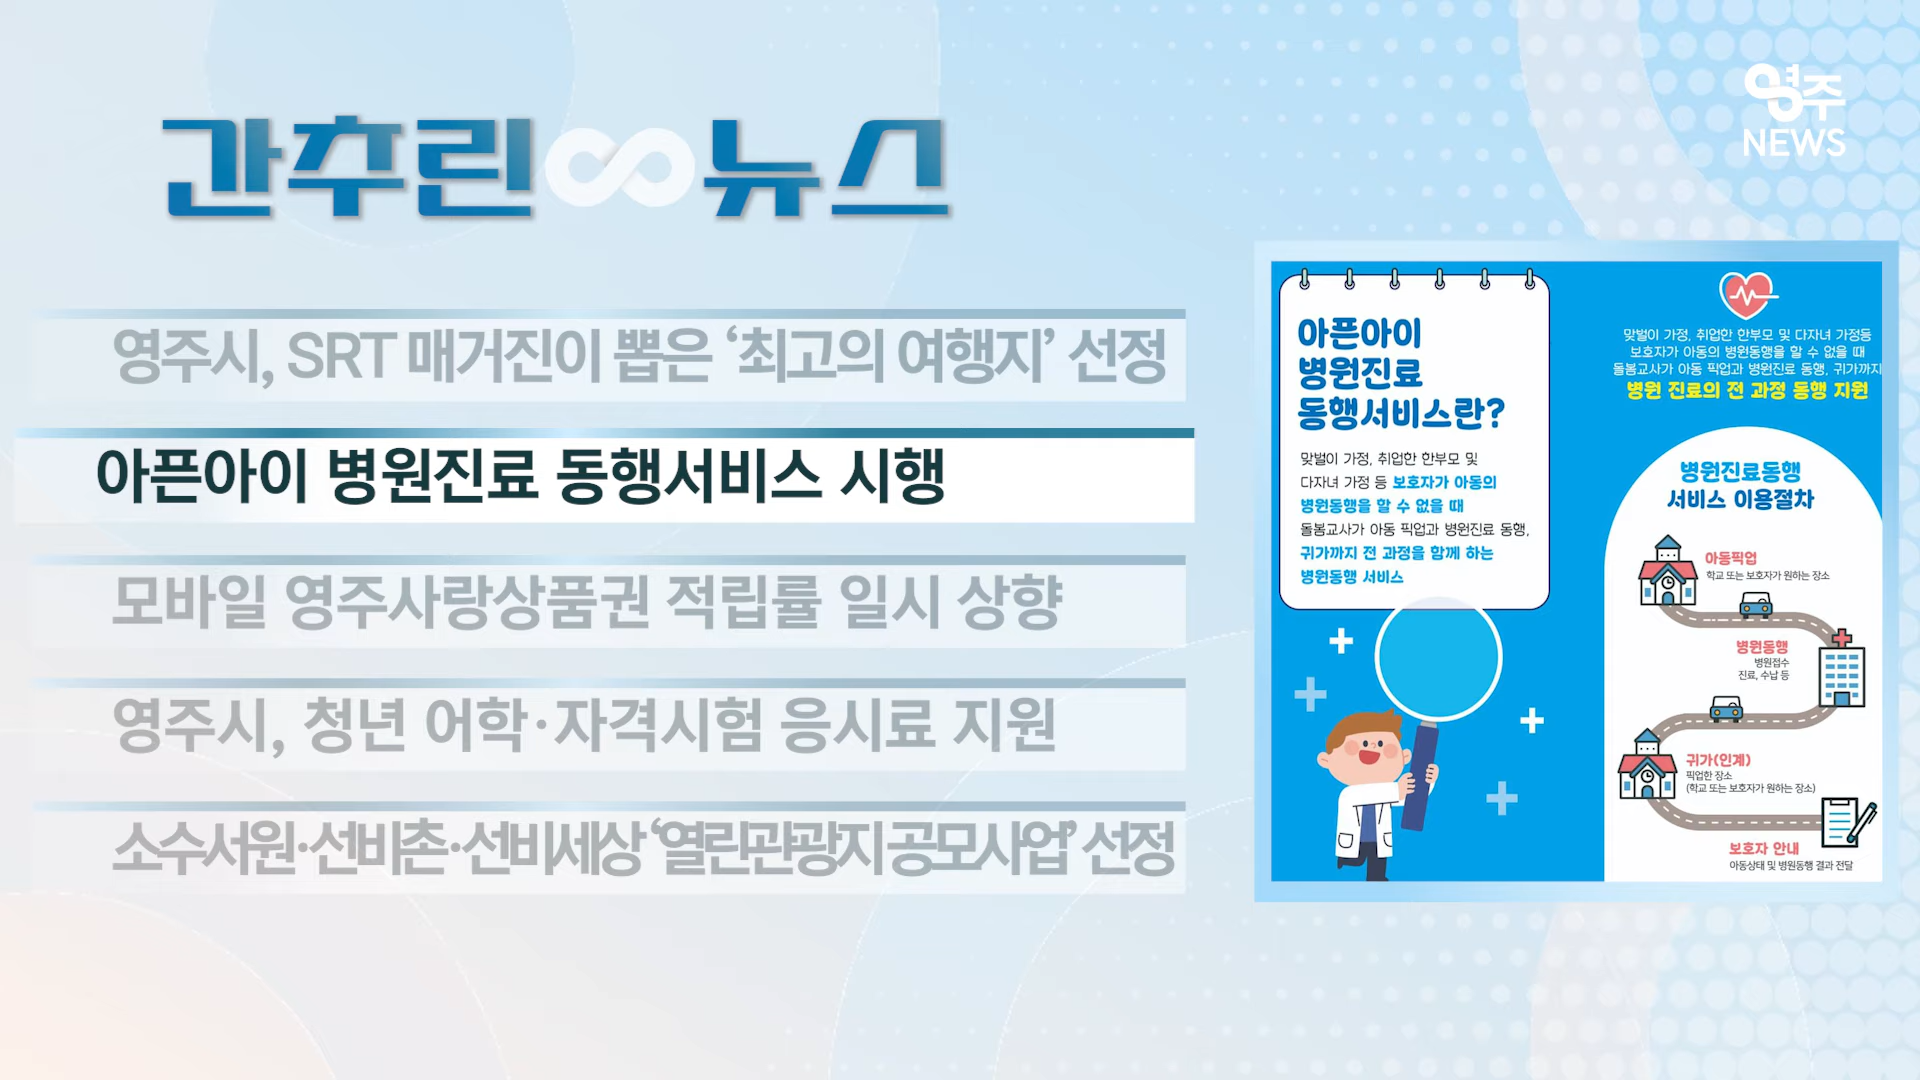 간추린 뉴스
영주
NEWS
영주시, SRT 매거진이 뽑은 ‘최고의 여행지’ 선정
아픈아이 병원진료 동행서비스 시행
모바일 영주사랑상품권 적립률 일시 상향
영주시, 청년 어학·자격시험 응시료 지원
소수서원·선비촌·선비세상 ‘열린관광지 공모사업’ 선정
아픈아이
병원진료
동행서비스란?
맞벌이 가정, 취업한 한부모 및
다자녀 가정 등 보호자가 아동의
병원동행을 할 수 없을 때
돌봄교사가 아동 픽업과 병원진료 동행,
귀가까지 전 과정을 함께 하는
병원동행 서비스
맞벌이 가정, 취업한 한부모 및 다자녀 가정등
보호자가 아동의 병원동행을 할 수 없을 때
돌봄교사가 아동 픽업과 병원진료 동행, 귀가까지
병원 진료의 전 과정 동행 지원
병원진료동행
서비스 이용절차
아동픽업
학교 또는 보호자가 원하는 장소
병원동행
병원접수
진료, 수납 등
귀가(인계)
픽업한 장소
(학교 또는 보호자가 원하는 장소)
보호자 안내
아동상태 및 병원동행 결과 전달